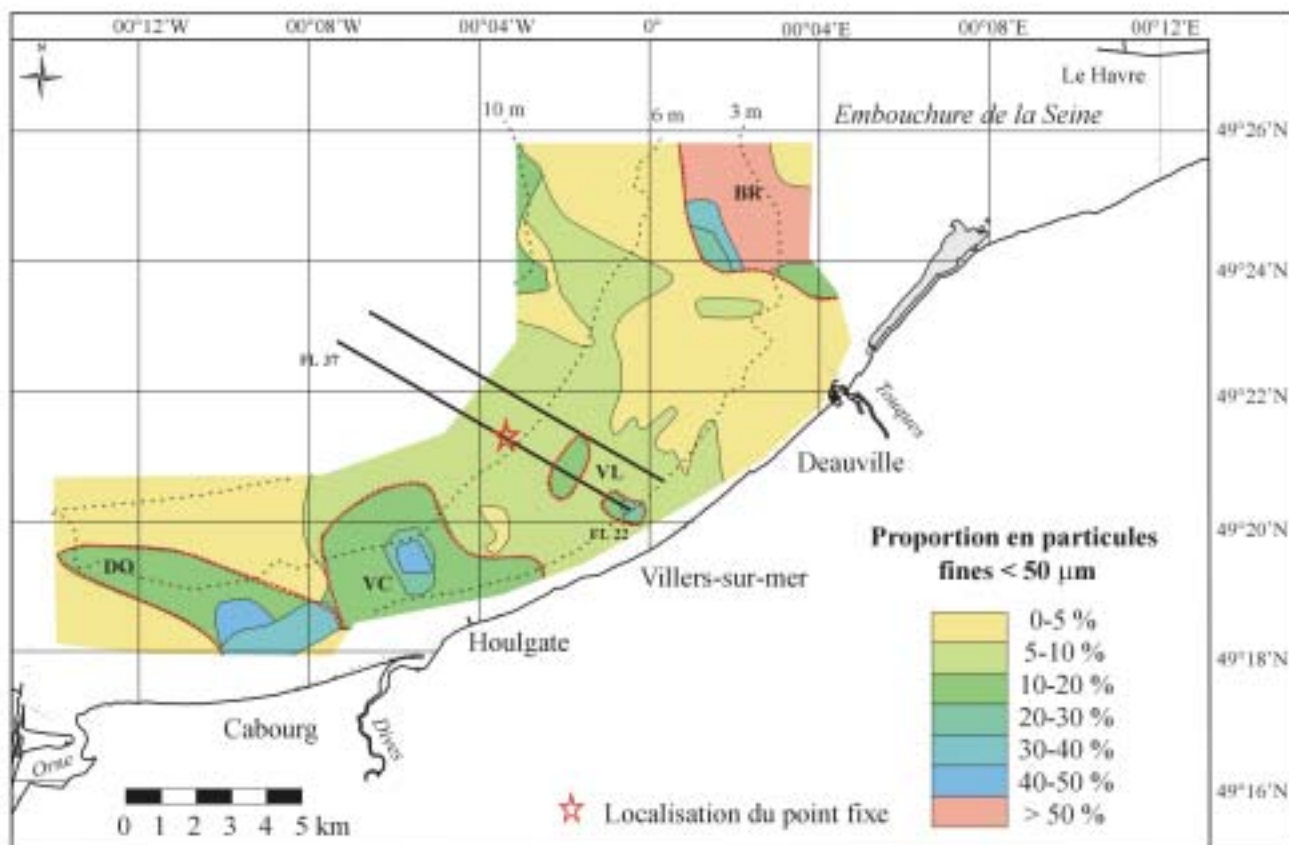 00°12'W 00°08'W 00°04'W 0° 00°04'E 00°08'E 00°12'E
N
Le Havre
10 m 6 m 3 m
Embouchure de la Seine
49°26'N
BR
49°24'N
FL 37
49°22'N
Touques
Deauville
VL
49°20'N
FL 22
Villers-sur-mer
DO
VC
Houlgate
49°18'N
Cabourg
Dives
Orne
49°16'N
0 1 2 3 4 5 km
Localisation du point fixe
Proportion en particules
fines < 50 µm
0-5 %
5-10 %
10-20 %
20-30 %
30-40 %
40-50 %
> 50 %